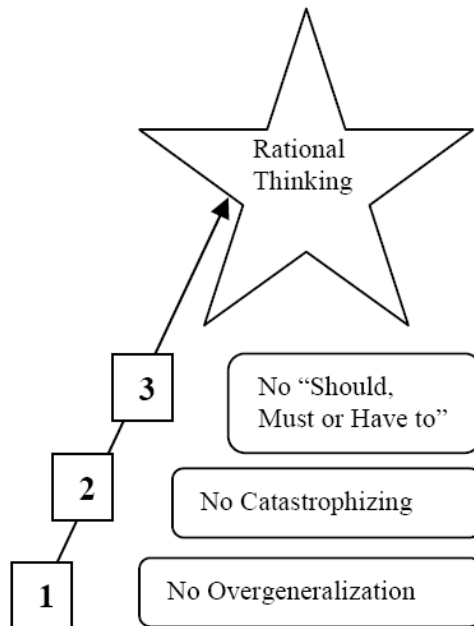 Rational
Thinking
3
No “Should,
Must or Have to”
2
No Catastrophizing
1
No Overgeneralization